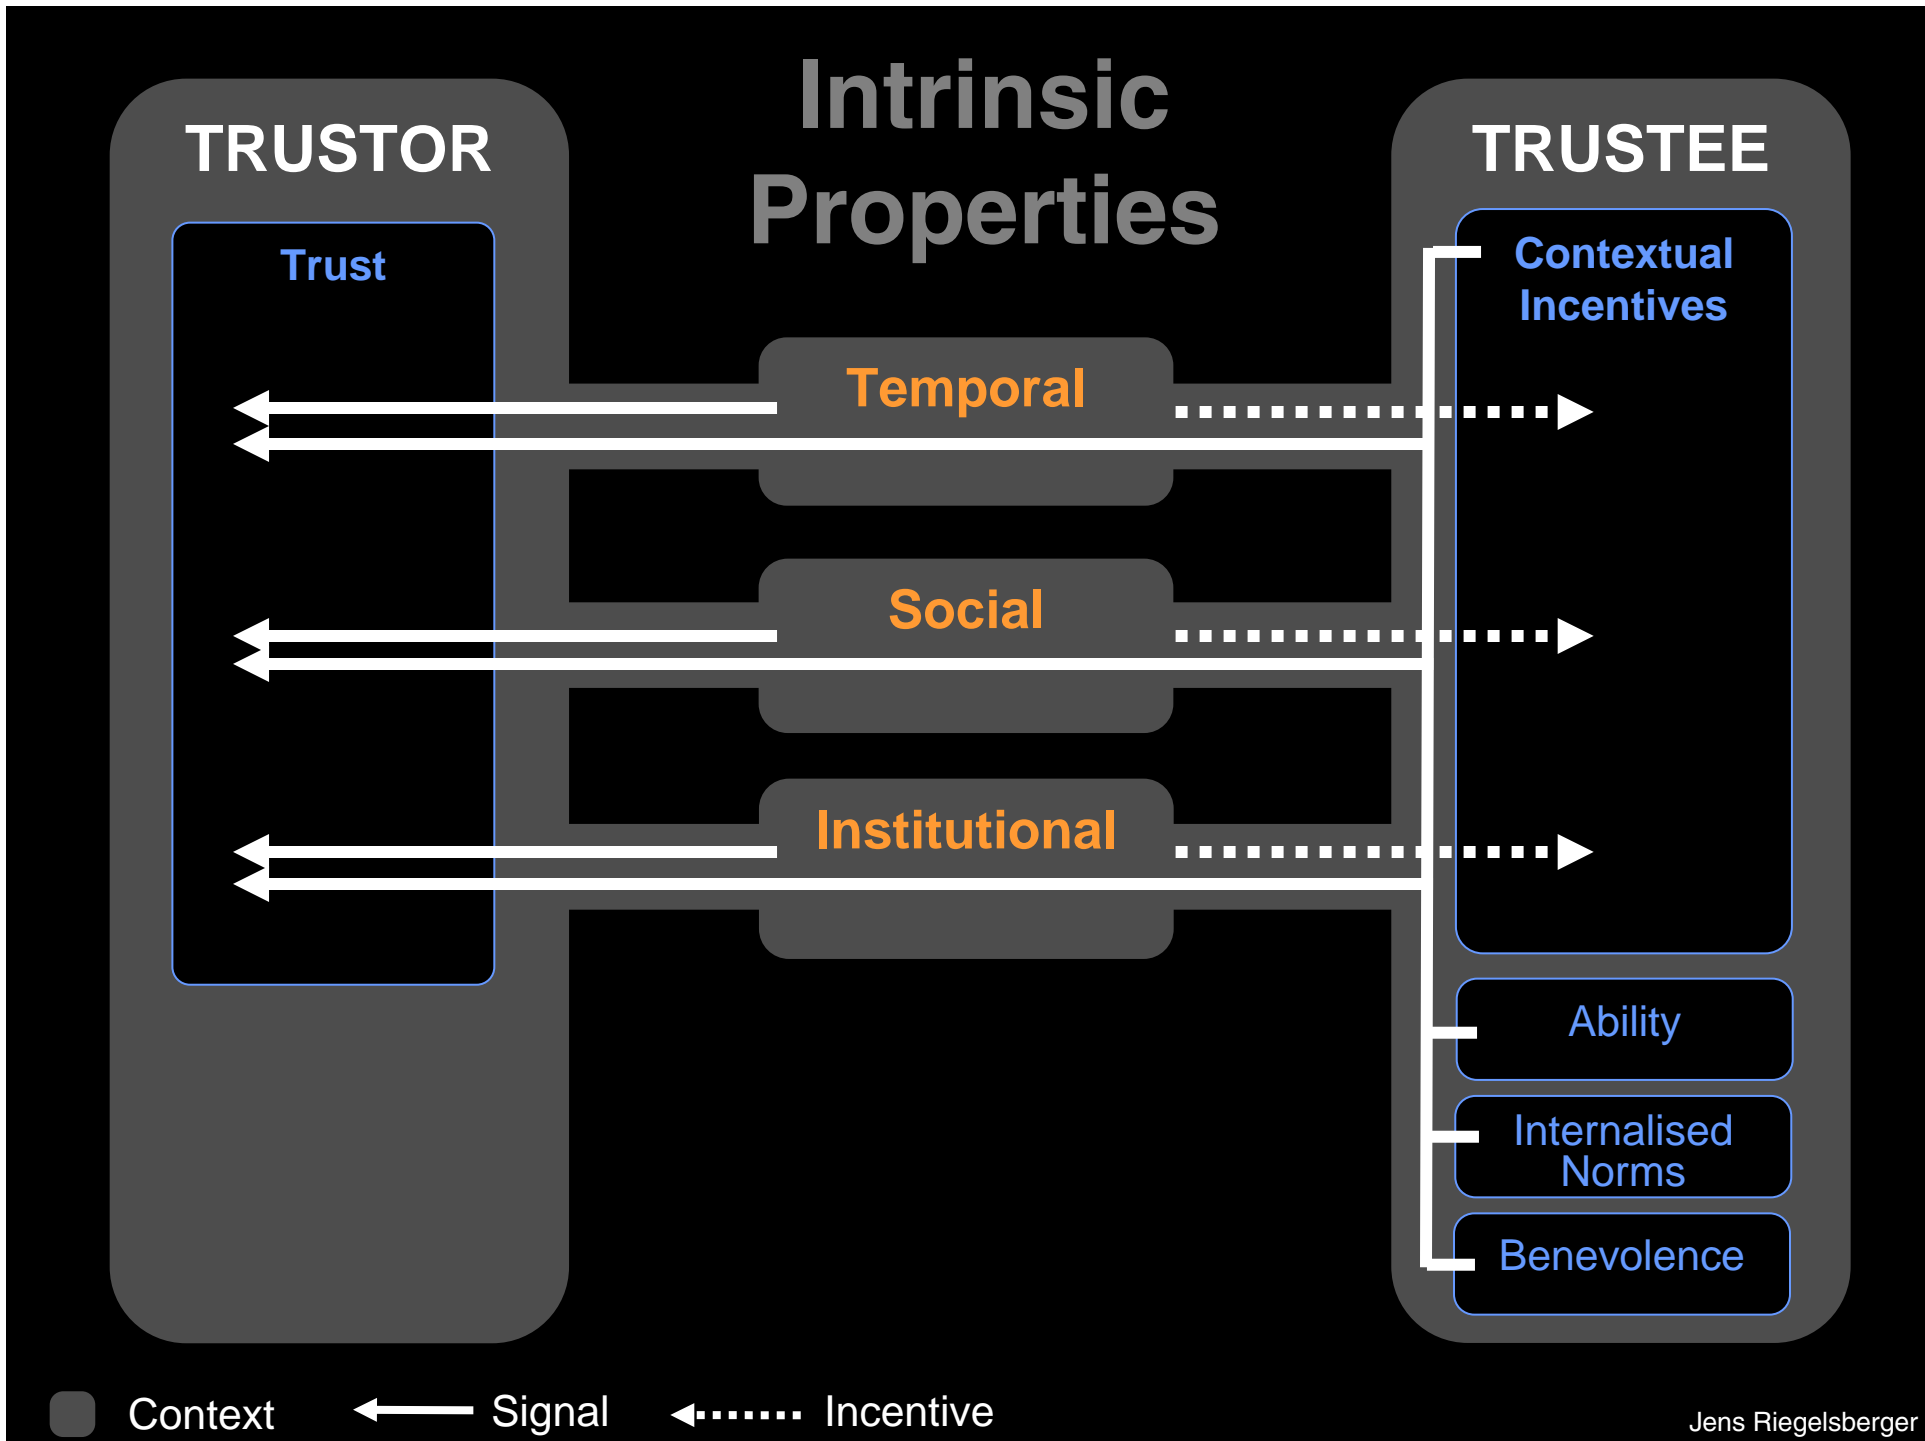 Intrinsic
Properties
TRUSTOR
Trust
TRUSTEE
Contextual
Incentives
Temporal
Social
Institutional
Ability
Internalised
Norms
Benevolence
Context
Signal
Incentive
Jens Riegelsberger